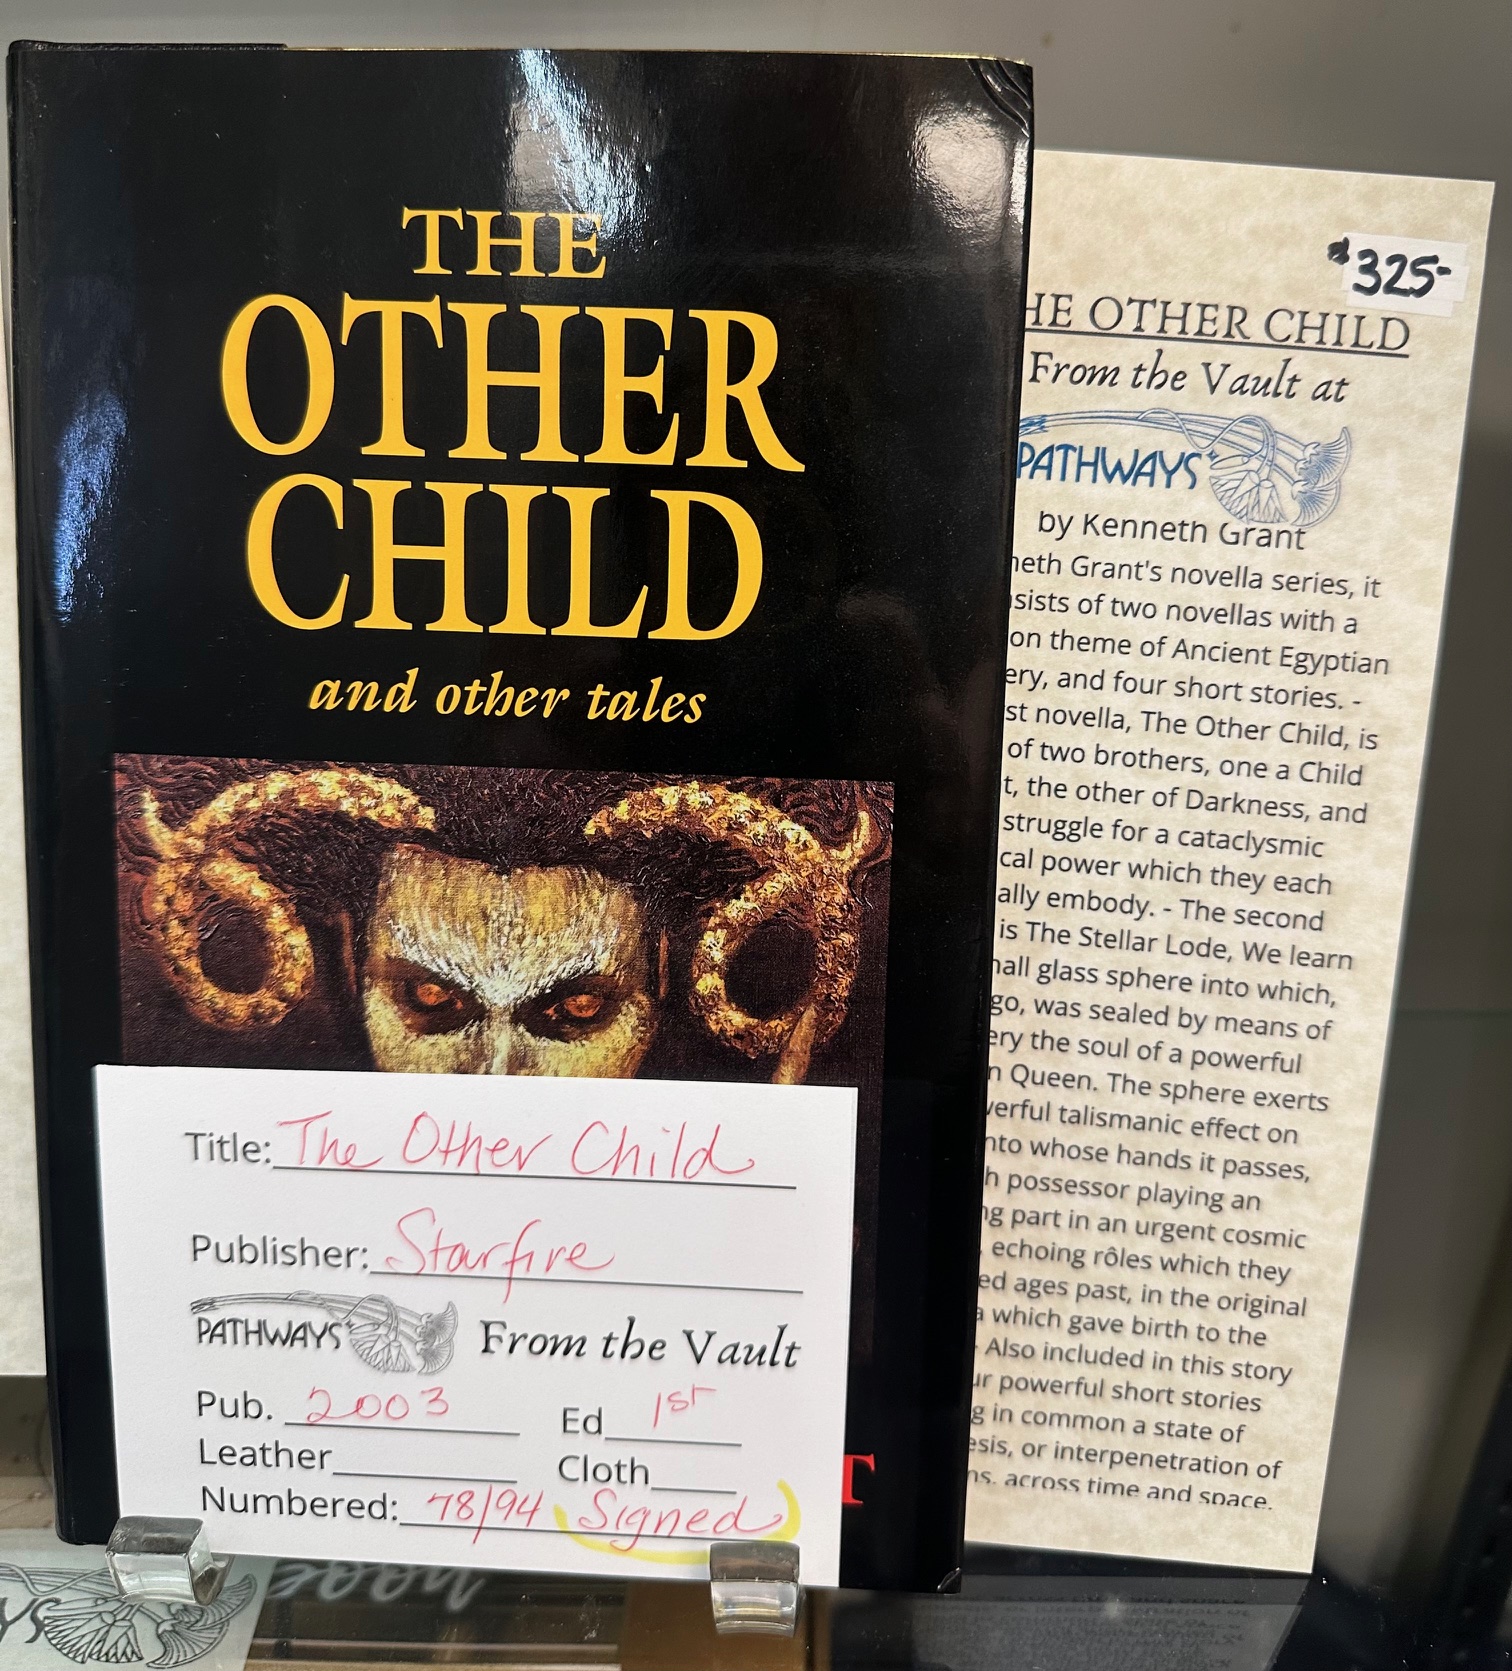 THE
OTHER
CHILD
and other tales
T
Title: The Other Child
Publisher: Starfire
PATHWAYS From the Vault
Pub. 2003 Ed 1st
Leather Cloth
Numbered: 78/94 Signed
$325-
HE OTHER CHILD
From the Vault at
PATHWAYS
by Kenneth Grant
neth Grant's novella series, it
sists of two novellas with a
on theme of Ancient Egyptian
ery, and four short stories. -
st novella, The Other Child, is
of two brothers, one a Child
t, the other of Darkness, and
struggle for a cataclysmic
cal power which they each
ally embody. - The second
is The Stellar Lode, We learn
all glass sphere into which,
go, was sealed by means of
ery the soul of a powerful
n Queen. The sphere exerts
erful talismanic effect on
nto whose hands it passes,
h possessor playing an
ng part in an urgent cosmic
, echoing rôles which they
ed ages past, in the original
a which gave birth to the
- Also included in this story
ur powerful short stories
g in common a state of
esis, or interpenetration of
ns, across time and space.